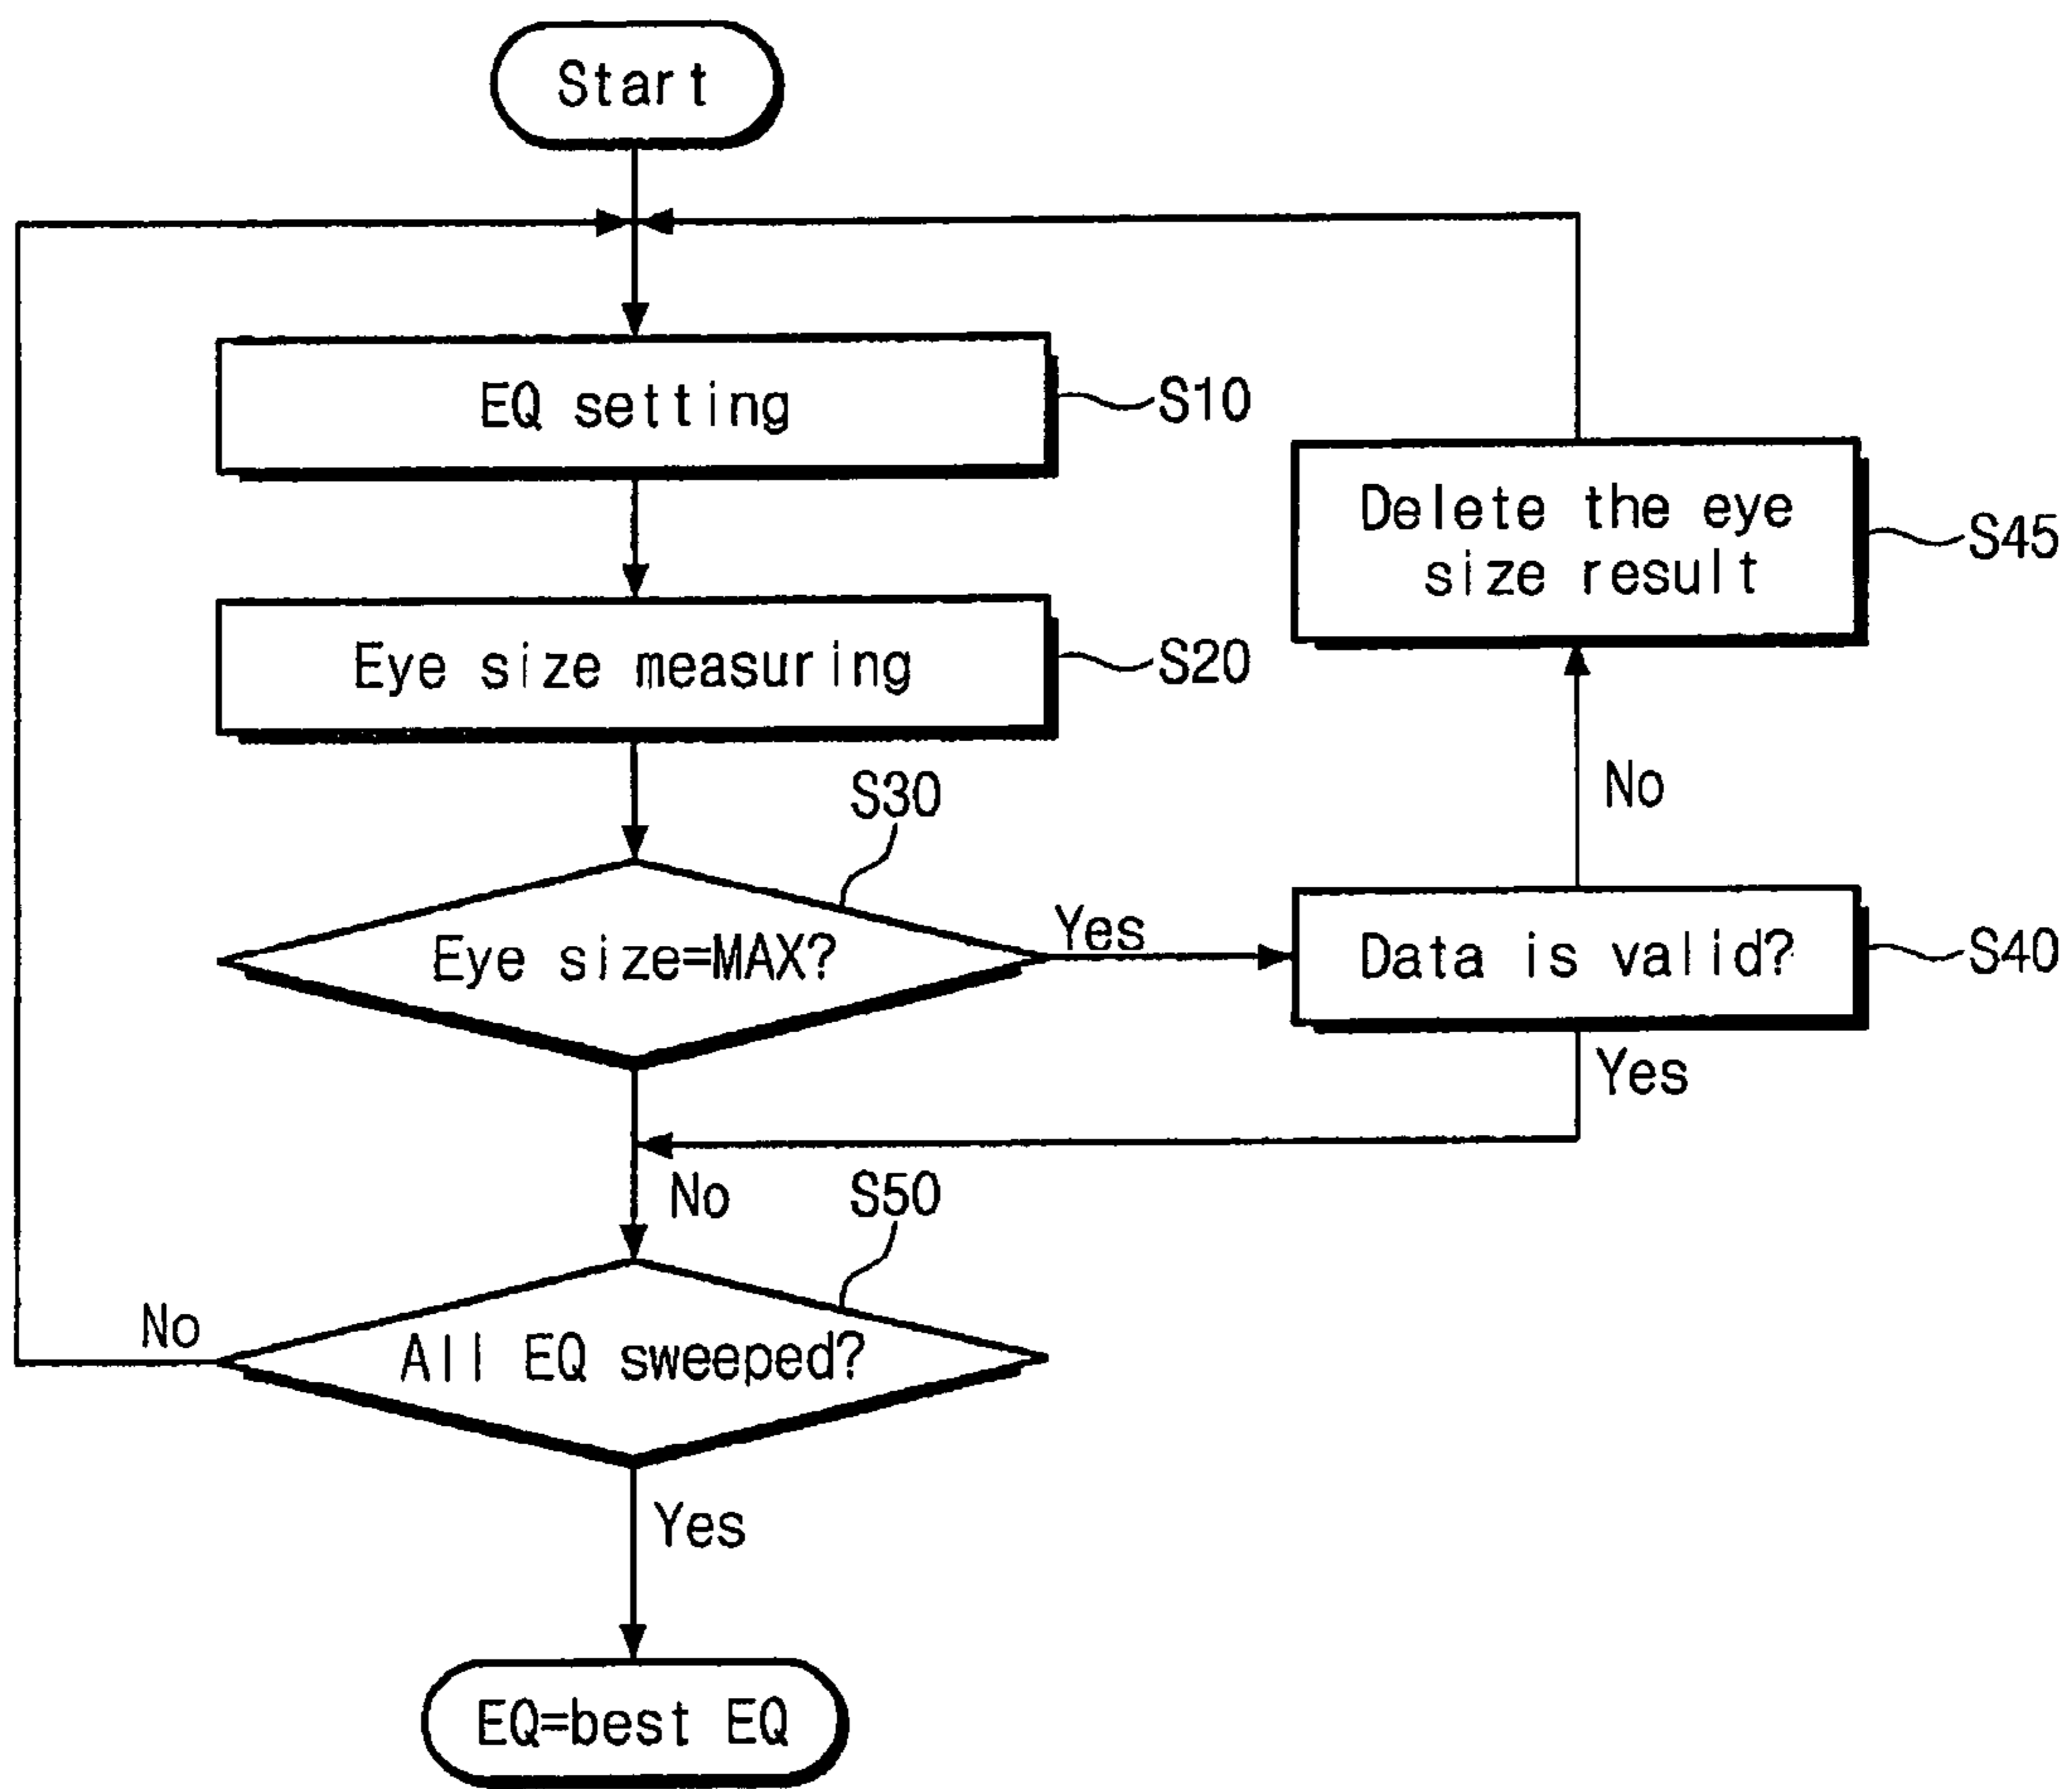 Start
EQ setting
S10
Delete the eye
size result
S45
Eye size measuring
S20
S30
No
Eye size=MAX?
Yes
Data is valid?
S40
Yes
No
S50
No
All EQ sweeped?
Yes
EQ=best EQ